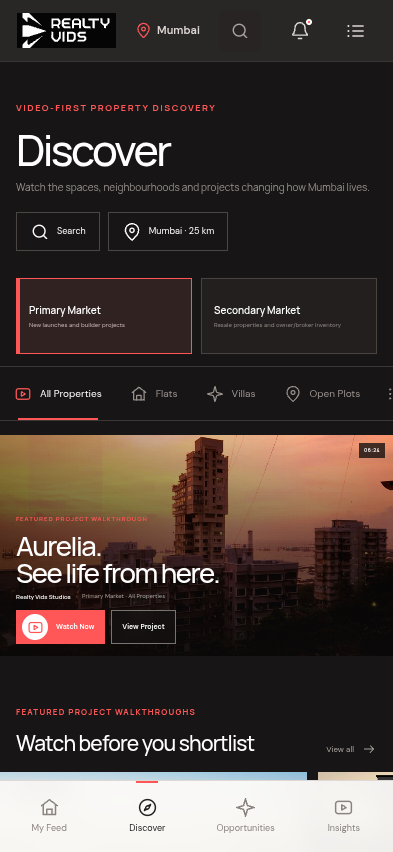 REALTY
VIDS
Mumbai
VIDEO-FIRST PROPERTY DISCOVERY
Discover
Watch the spaces, neighbourhoods and projects changing how Mumbai lives.
Search
Mumbai · 25 km
Primary Market
New launches and builder projects
Secondary Market
Resale properties and owner/broker inventory
All Properties
Flats
Villas
Open Plots
06:24
FEATURED PROJECT WALKTHROUGH
Aurelia.
See life from here.
Realty Vids Studios
Primary Market · All Properties
Watch Now
View Project
FEATURED PROJECT WALKTHROUGHS
Watch before you shortlist
View all
My Feed
Discover
Opportunities
Insights